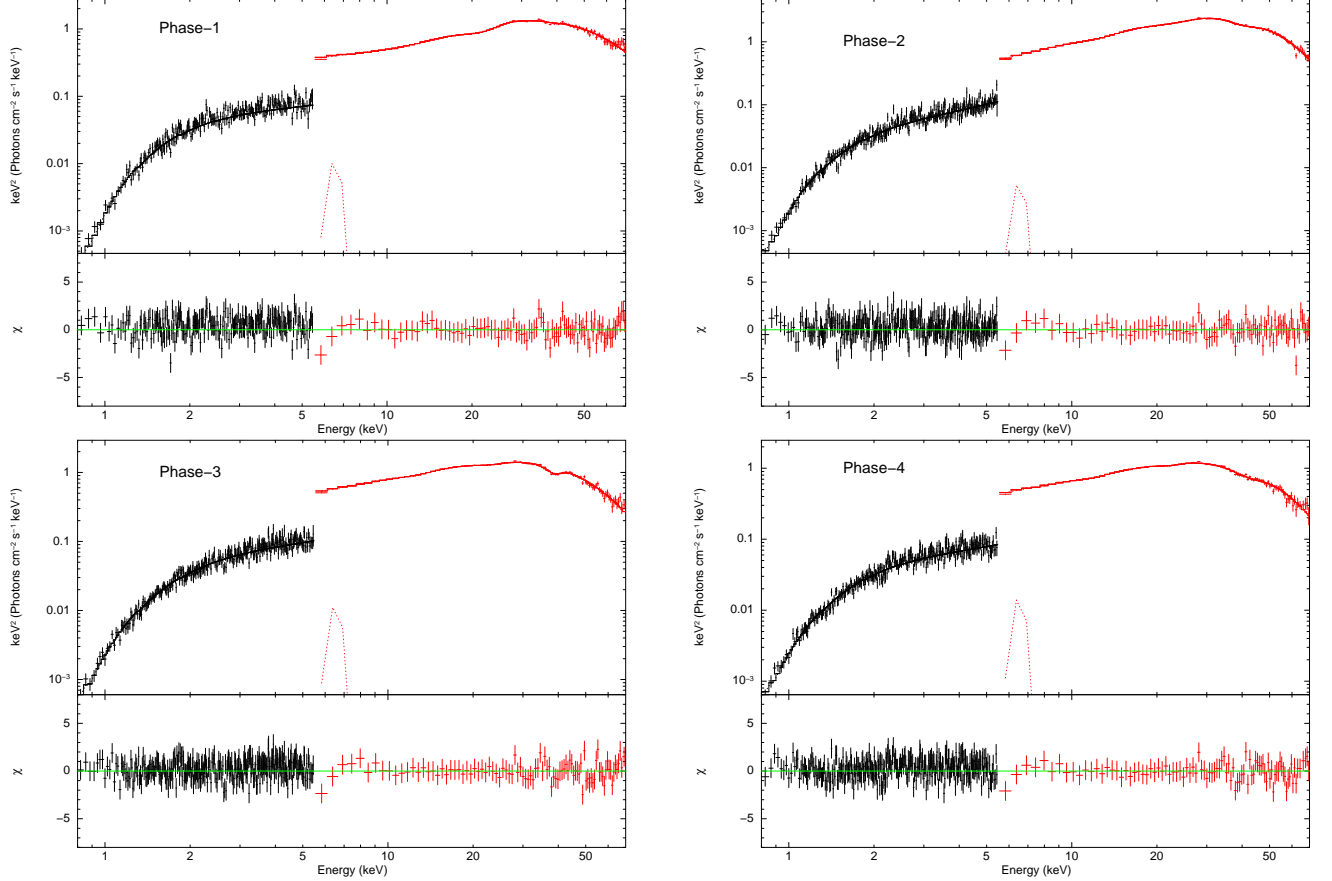 Phase−1
keV² (Photons cm⁻² s⁻¹ keV⁻¹)
1
0.1
0.01
10⁻³
χ
5
0
−5
1 2 5 10 20 50
Energy (keV)
Phase−2
keV² (Photons cm⁻² s⁻¹ keV⁻¹)
1
0.1
0.01
10⁻³
χ
5
0
−5
1 2 5 10 20 50
Energy (keV)
Phase−3
keV² (Photons cm⁻² s⁻¹ keV⁻¹)
1
0.1
0.01
10⁻³
χ
5
0
−5
1 2 5 10 20 50
Energy (keV)
Phase−4
keV² (Photons cm⁻² s⁻¹ keV⁻¹)
1
0.1
0.01
10⁻³
χ
5
0
−5
1 2 5 10 20 50
Energy (keV)